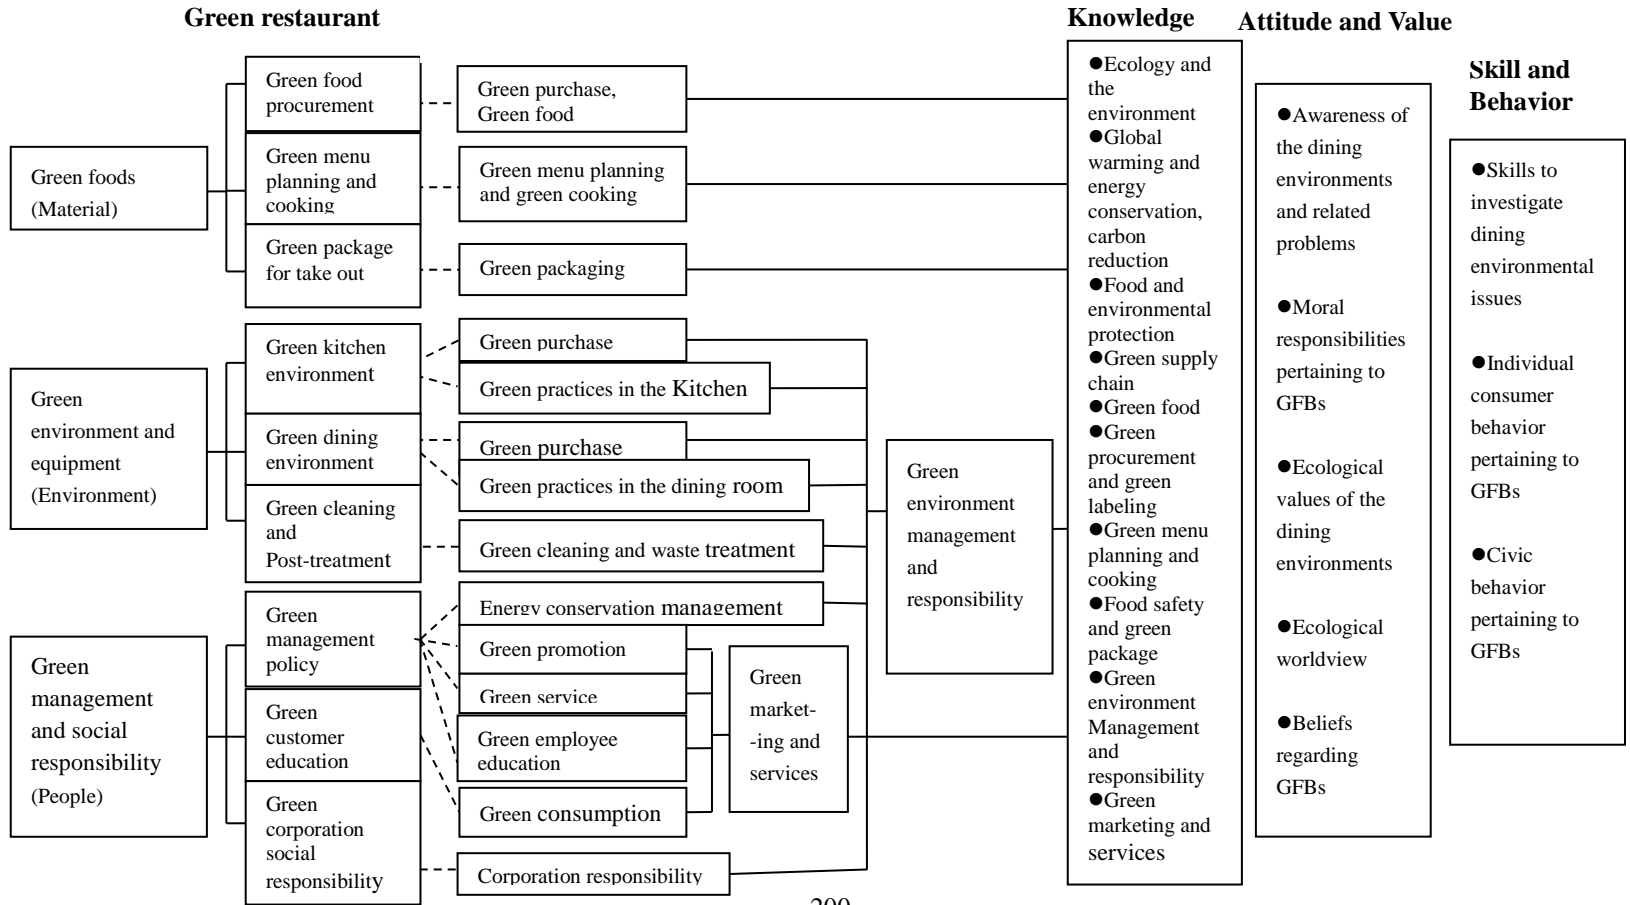 Green restaurant
Green foods
(Material)
Green food
procurement
Green menu
planning and
cooking
Green package
for take out
Green purchase,
Green food
Green menu planning
and green cooking
Green packaging
Green
environment and
equipment
(Environment)
Green kitchen
environment
Green dining
environment
Green cleaning
and
Post-treatment
Green purchase
Green practices in the Kitchen
Green purchase
Green practices in the dining room
Green cleaning and waste treatment
Green
management
and social
responsibility
(People)
Green
management
policy
Green
customer
education
Green
corporation
social
responsibility
Energy conservation management
Green promotion
Green service
Green employee
education
Green consumption
Corporation responsibility
Green
market-
-ing and
services
Green
environment
management
and
responsibility
Knowledge
●Ecology and
the
environment
●Global
warming and
energy
conservation,
carbon
reduction
●Food and
environmental
protection
●Green supply
chain
●Green food
●Green
procurement
and green
labeling
●Green menu
planning and
cooking
●Food safety
and green
package
●Green
environment
Management
and
responsibility
●Green
marketing and
services
Attitude and Value
●Awareness of
the dining
environments
and related
problems
●Moral
responsibilities
pertaining to
GFBs
●Ecological
values of the
dining
environments
●Ecological
worldview
●Beliefs
regarding
GFBs
Skill and
Behavior
●Skills to
investigate
dining
environmental
issues
●Individual
consumer
behavior
pertaining to
GFBs
●Civic
behavior
pertaining to
GFBs
200